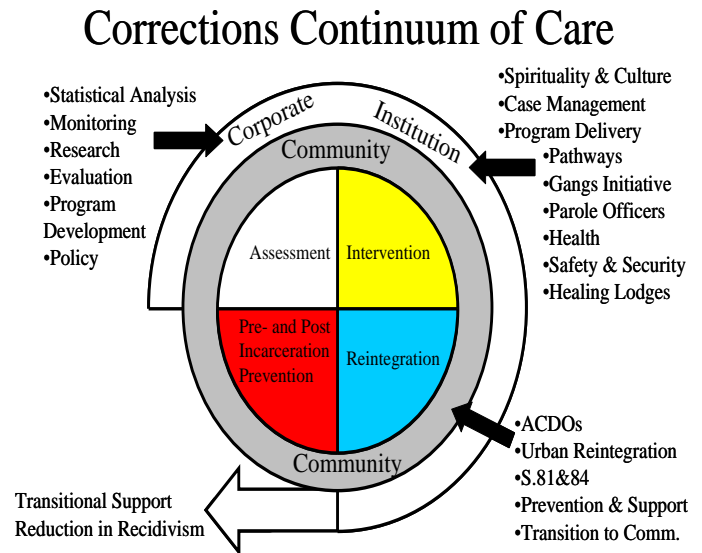 Corrections Continuum of Care
•Statistical Analysis
•Monitoring
•Research
•Evaluation
•Program
Development
•Policy
Corporate
Institution
•Spirituality & Culture
•Case Management
•Program Delivery
•Pathways
•Gangs Initiative
•Parole Officers
•Health
•Safety & Security
•Healing Lodges
Community
Assessment
Intervention
Pre- and Post
Incarceration
Prevention
Reintegration
Community
•ACDOs
•Urban Reintegration
•S.81&84
•Prevention & Support
•Transition to Comm.
Transitional Support
Reduction in Recidivism